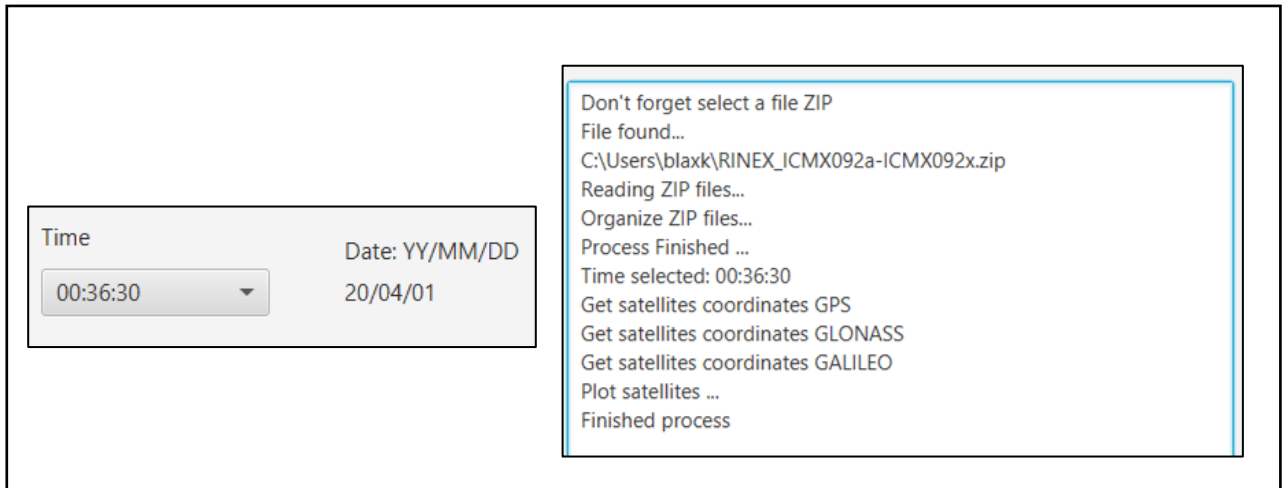 Time
Date: YY/MM/DD
00:36:30
20/04/01
Don't forget select a file ZIP
File found...
C:\Users\blaxk\RINEX_ICMX092a-ICMX092x.zip
Reading ZIP files...
Organize ZIP files...
Process Finished ...
Time selected: 00:36:30
Get satellites coordinates GPS
Get satellites coordinates GLONASS
Get satellites coordinates GALILEO
Plot satellites ...
Finished process